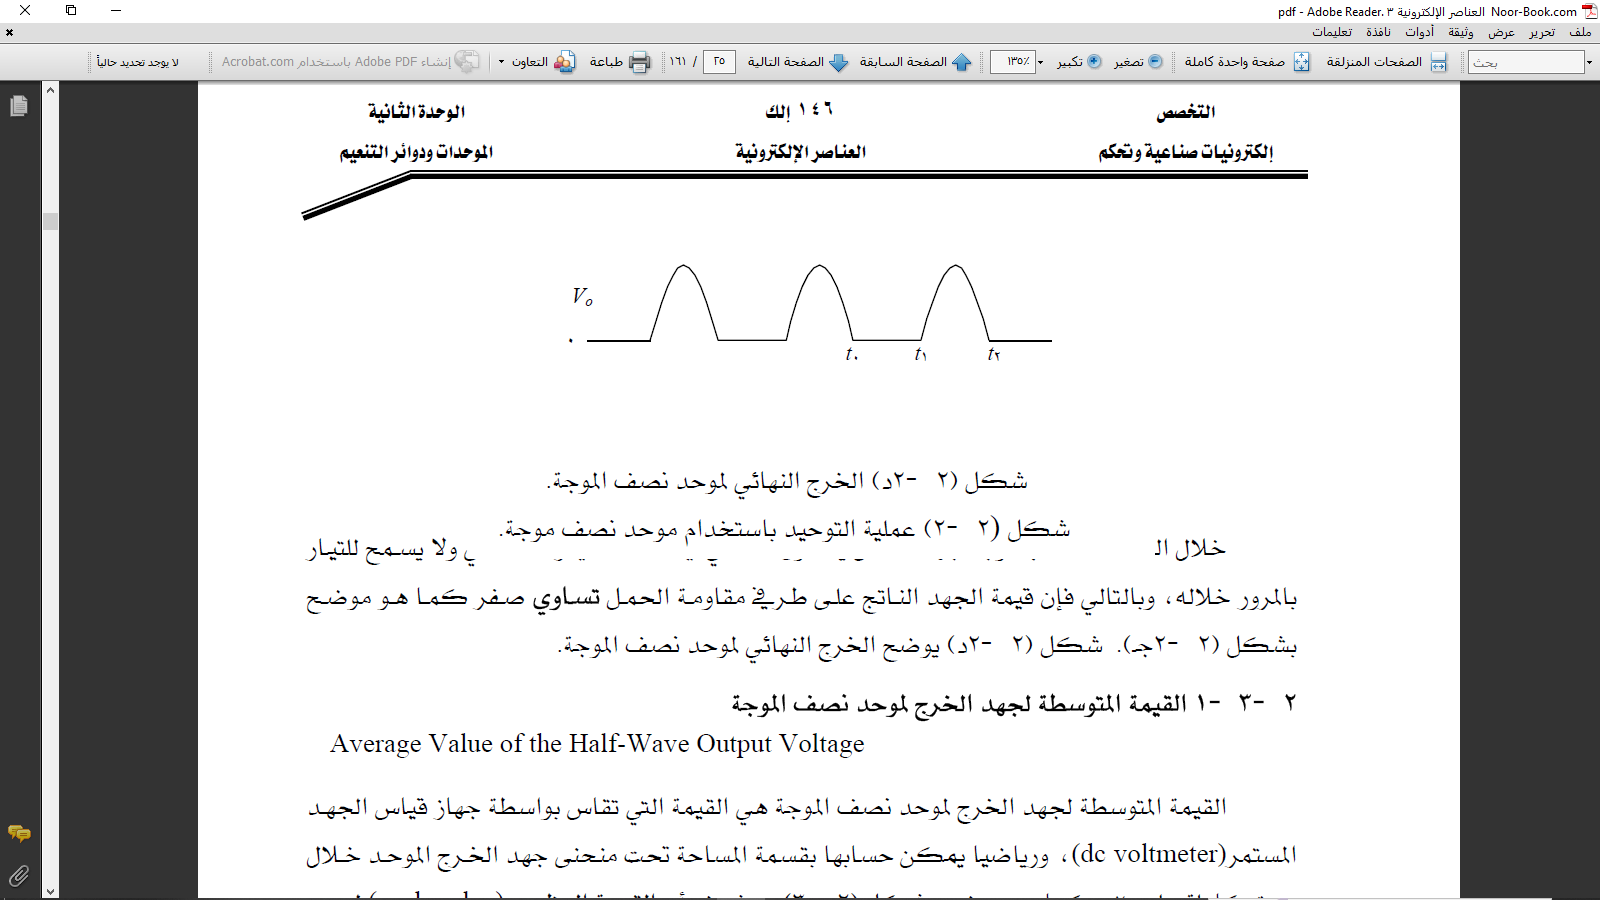 Noor-Book.com العناصر الإلكترونية ٣ .pdf - Adobe Reader
ملف تحرير عرض وثيقة أدوات نافذة تعليمات
بحث الصفحات المنزلقة صفحة واحدة كاملة تصغير تكبير ١٣٥٪ الصفحة السابقة الصفحة التالية ٢٥ / ١٦١ طباعة التعاون إنشاء Adobe PDF باستخدام Acrobat.com لا يوجد تحديد حالياً
التخصص ١٤٦ إلك الوحدة الثانية
إلكترونيات صناعية وتحكم العناصر الإلكترونية الموحدات ودوائر التنعيم
Vo
٠
t٠ t١ t٢
شكل (٢ -٢د) الخرج النهائي لموحد نصف الموجة.
شكل (٢ -٢) عملية التوحيد باستخدام موحد نصف موجة.
خلال الـ ي ولا يسمح للتيار
بالمرور خلاله، وبالتالي فإن قيمة الجهد الناتج على طرفي مقاومة الحمل تساوي صفر كما هو موضح
بشكل (٢ -٢جـ). شكل (٢ -٢د) يوضح الخرج النهائي لموحد نصف الموجة.
٢ -٣ -١ القيمة المتوسطة لجهد الخرج لموحد نصف الموجة
Average Value of the Half-Wave Output Voltage
القيمة المتوسطة لجهد الخرج لموحد نصف الموجة هي القيمة التي تقاس بواسطة جهاز قياس الجهد
المستمر(dc voltmeter)، ورياضيا يمكن حسابها بقسمة المساحة تحت منحنى جهد الخرج الموحد خلال